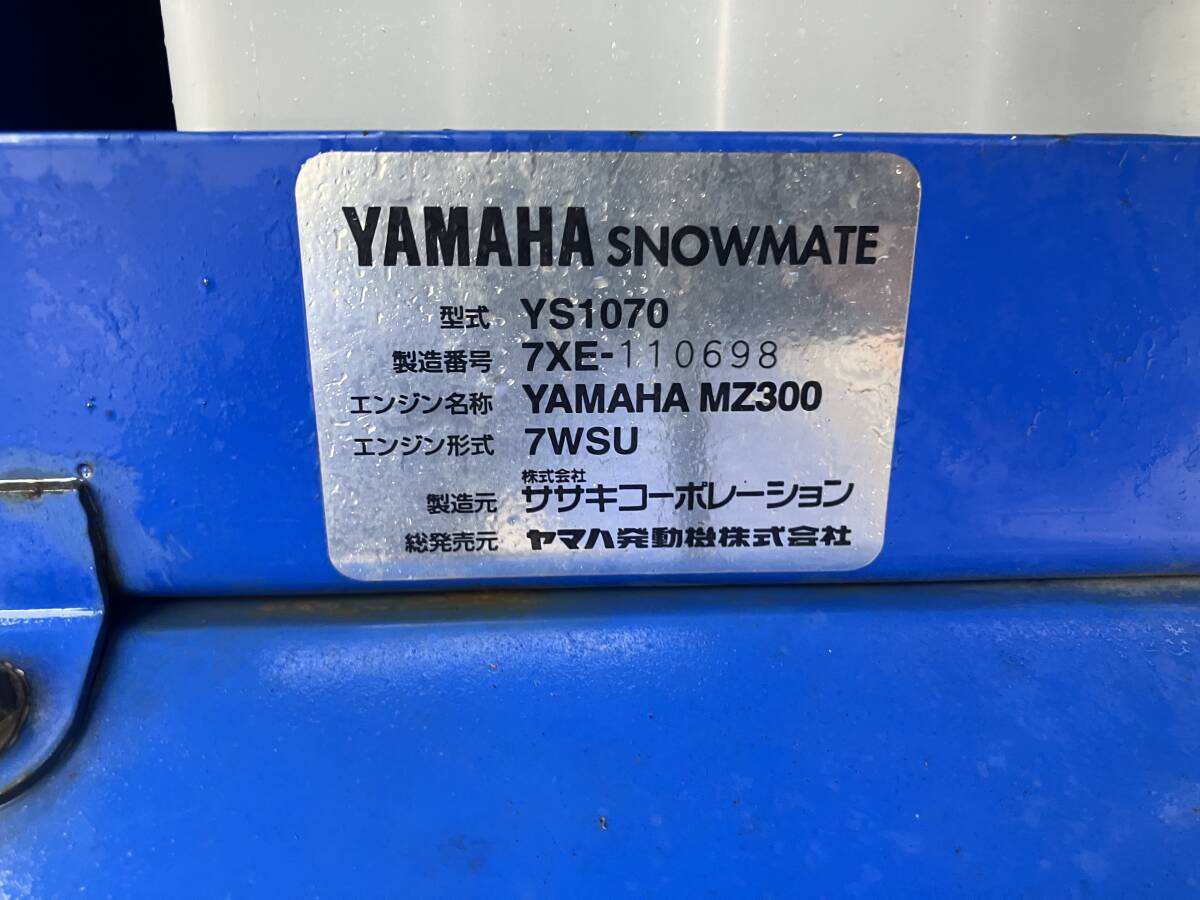 YAMAHA SNOWMATE
型式 YS1070
製造番号 7XE-110698
エンジン名称 YAMAHA MZ300
エンジン形式 7WSU
株式会社
製造元 ササキコーポレーション
総発売元 ヤマハ発動機株式会社